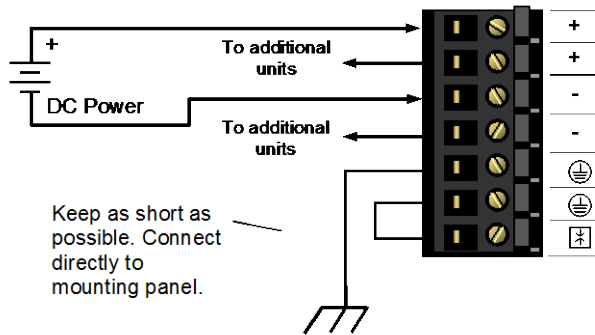 +
To additional
units
DC Power
To additional
units
Keep as short as
possible. Connect
directly to
mounting panel.
+
+
-
-